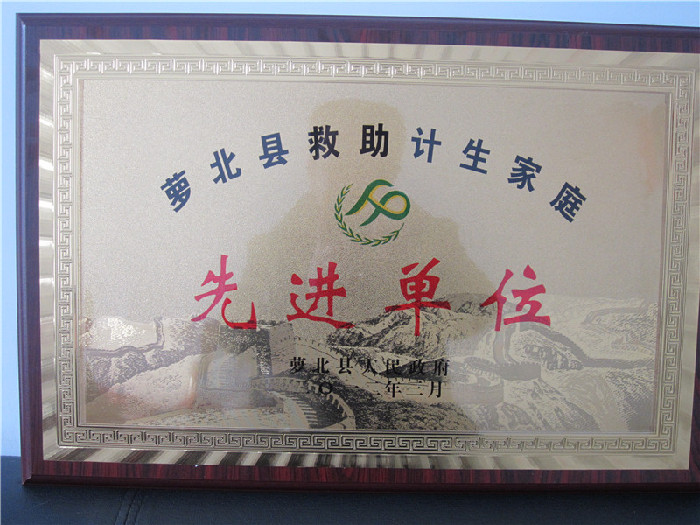 萝北县救助计生家庭
先进单位
萝北县人民政府
年二月